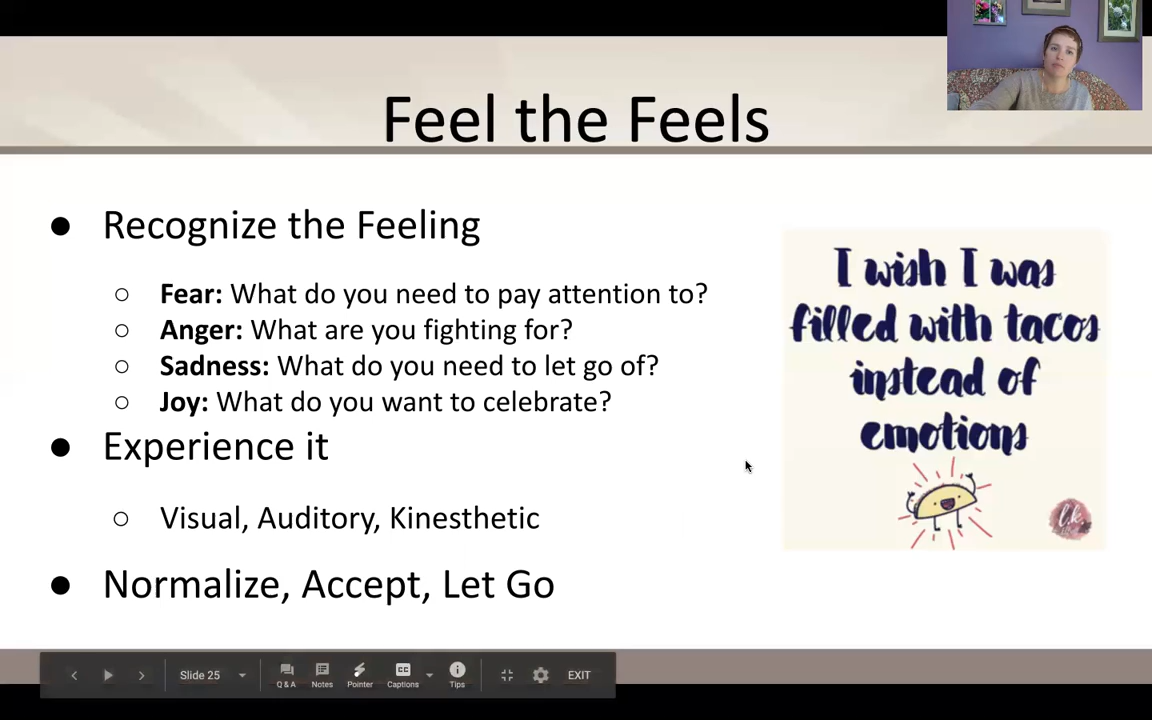 Feel the Feels
● Recognize the Feeling
○ Fear: What do you need to pay attention to?
○ Anger: What are you fighting for?
○ Sadness: What do you need to let go of?
○ Joy: What do you want to celebrate?
● Experience it
○ Visual, Auditory, Kinesthetic
● Normalize, Accept, Let Go
I wish I was
filled with tacos
instead of
emotions
l.k.
Slide 25
Q & A
Notes
Pointer
CC
Captions
Tips
EXIT